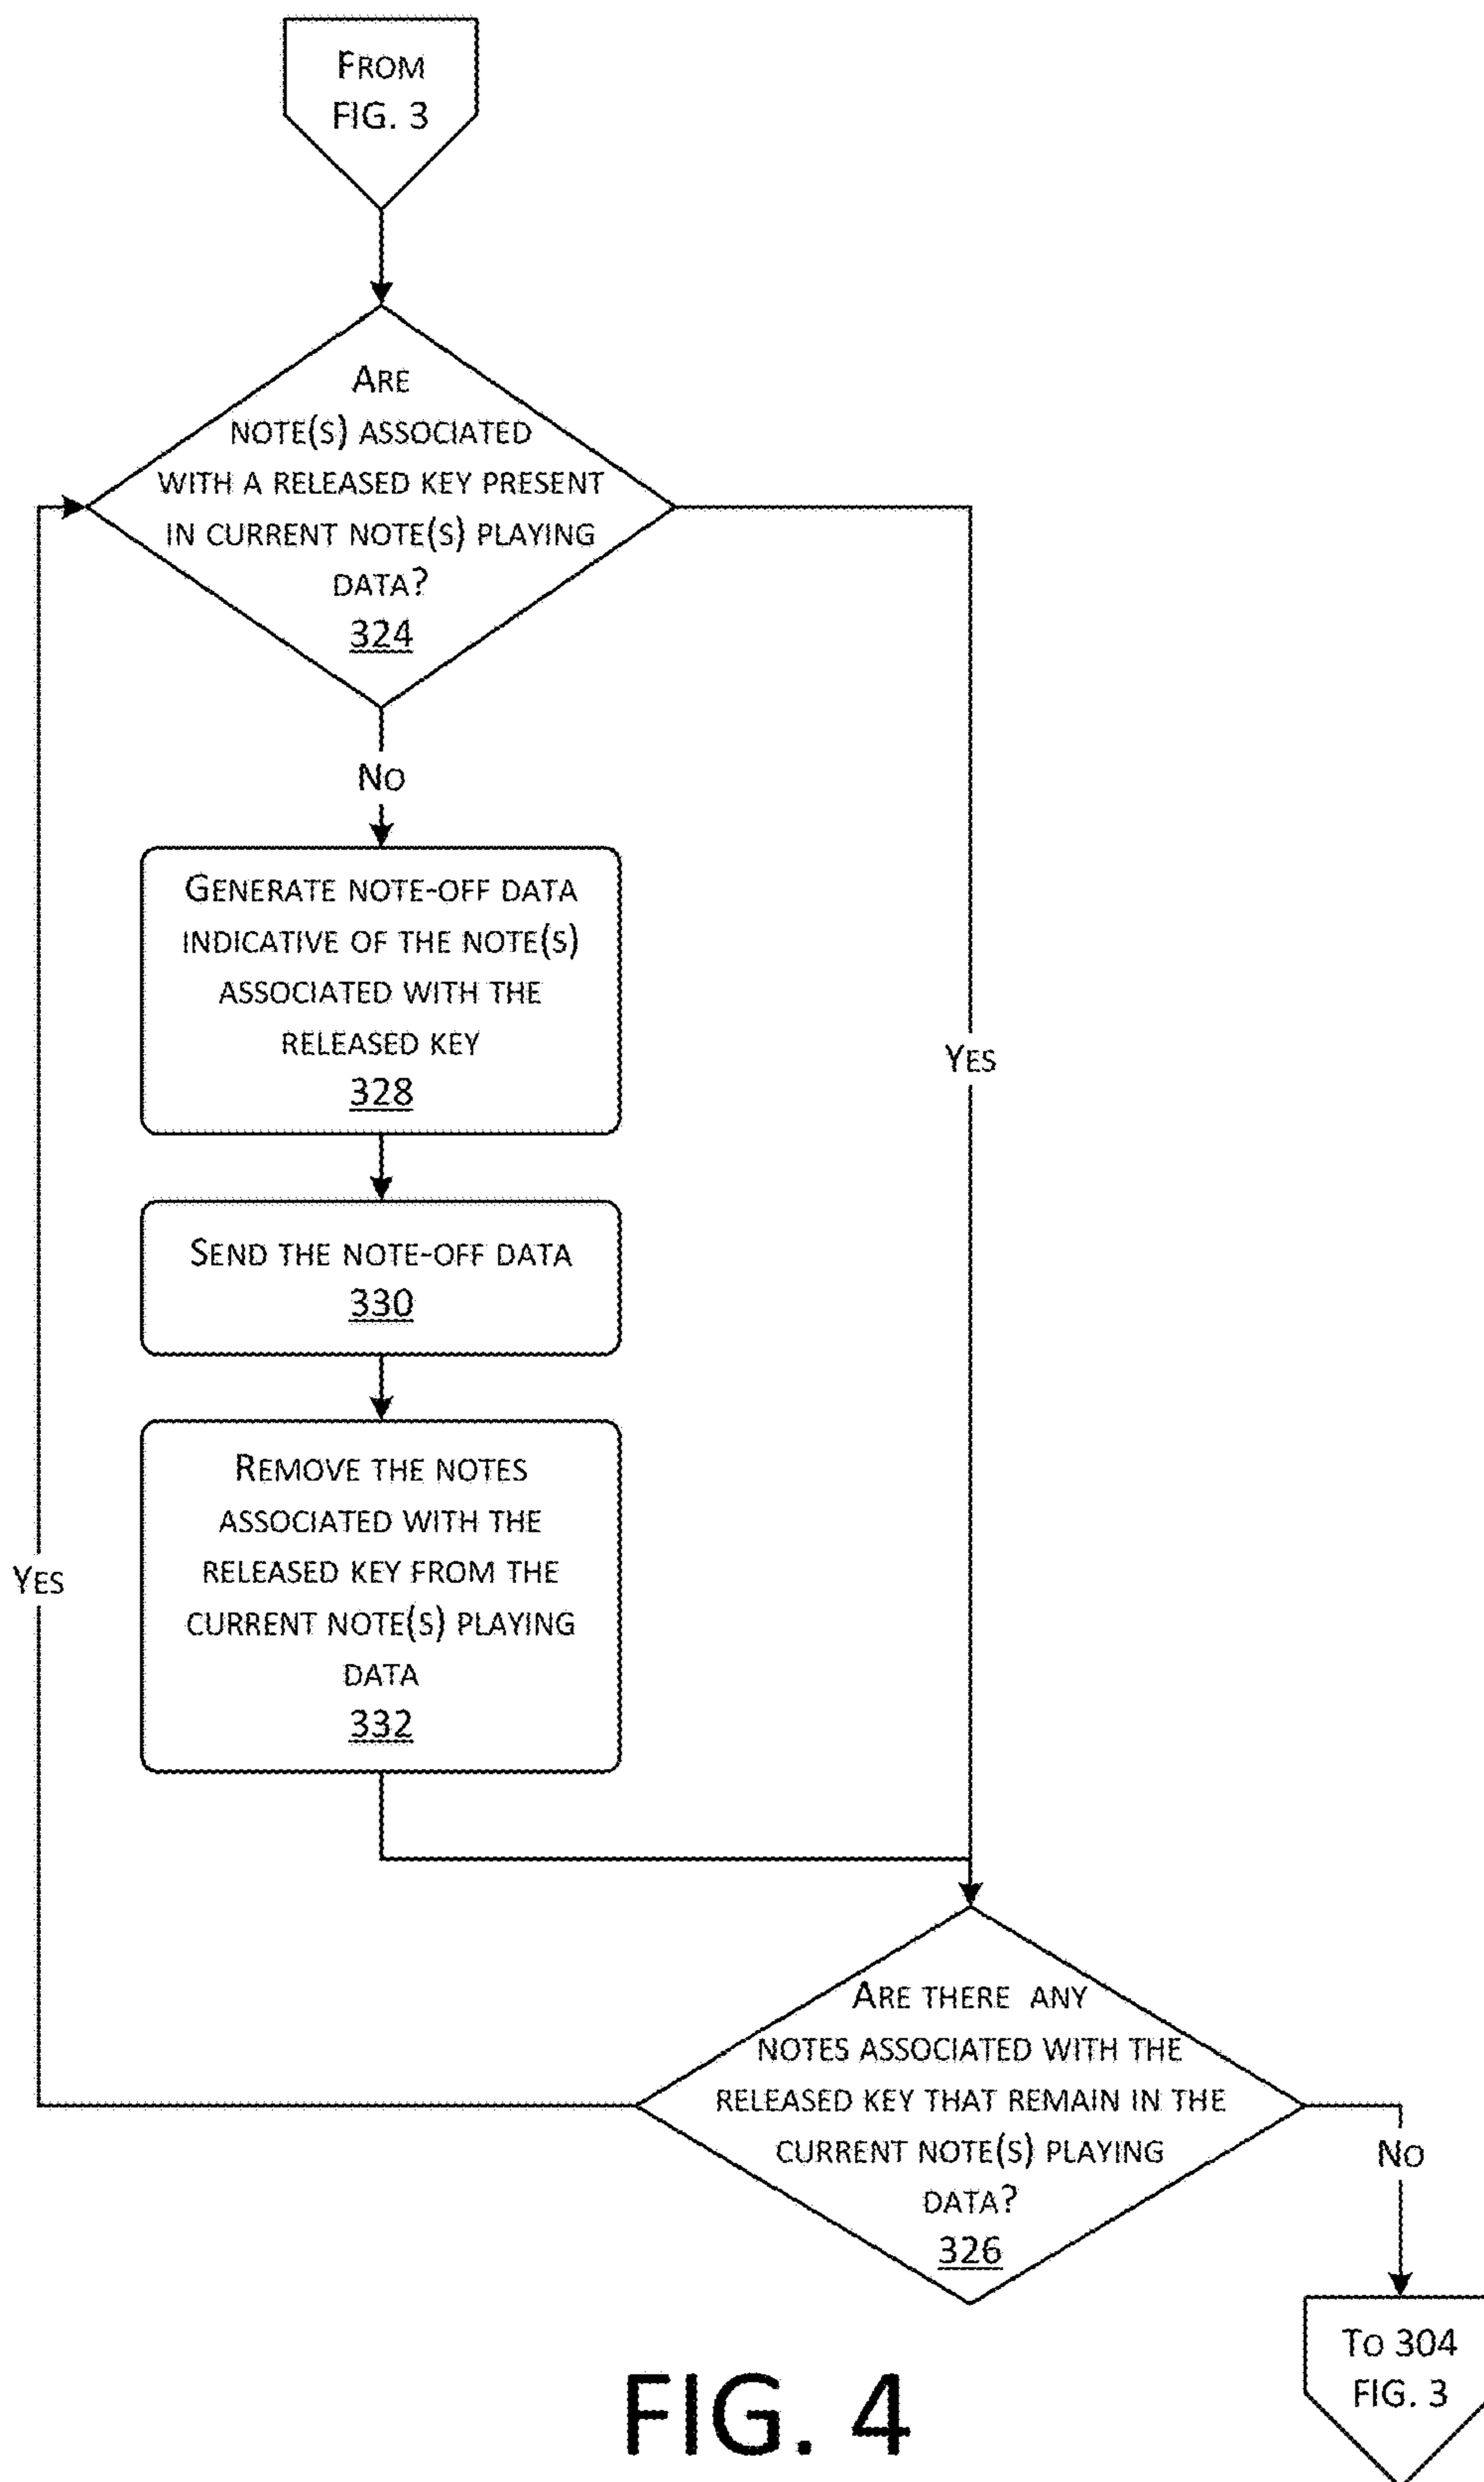 FROM
FIG. 3
ARE
NOTE(S) ASSOCIATED
WITH A RELEASED KEY PRESENT
IN CURRENT NOTE(S) PLAYING
DATA?
324
NO
GENERATE NOTE-OFF DATA
INDICATIVE OF THE NOTE(S)
ASSOCIATED WITH THE
RELEASED KEY
328
YES
SEND THE NOTE-OFF DATA
330
REMOVE THE NOTES
ASSOCIATED WITH THE
RELEASED KEY FROM THE
CURRENT NOTE(S) PLAYING
DATA
332
YES
ARE THERE ANY
NOTES ASSOCIATED WITH THE
RELEASED KEY THAT REMAIN IN THE
CURRENT NOTE(S) PLAYING
DATA?
326
NO
TO 304
FIG. 3
FIG. 4